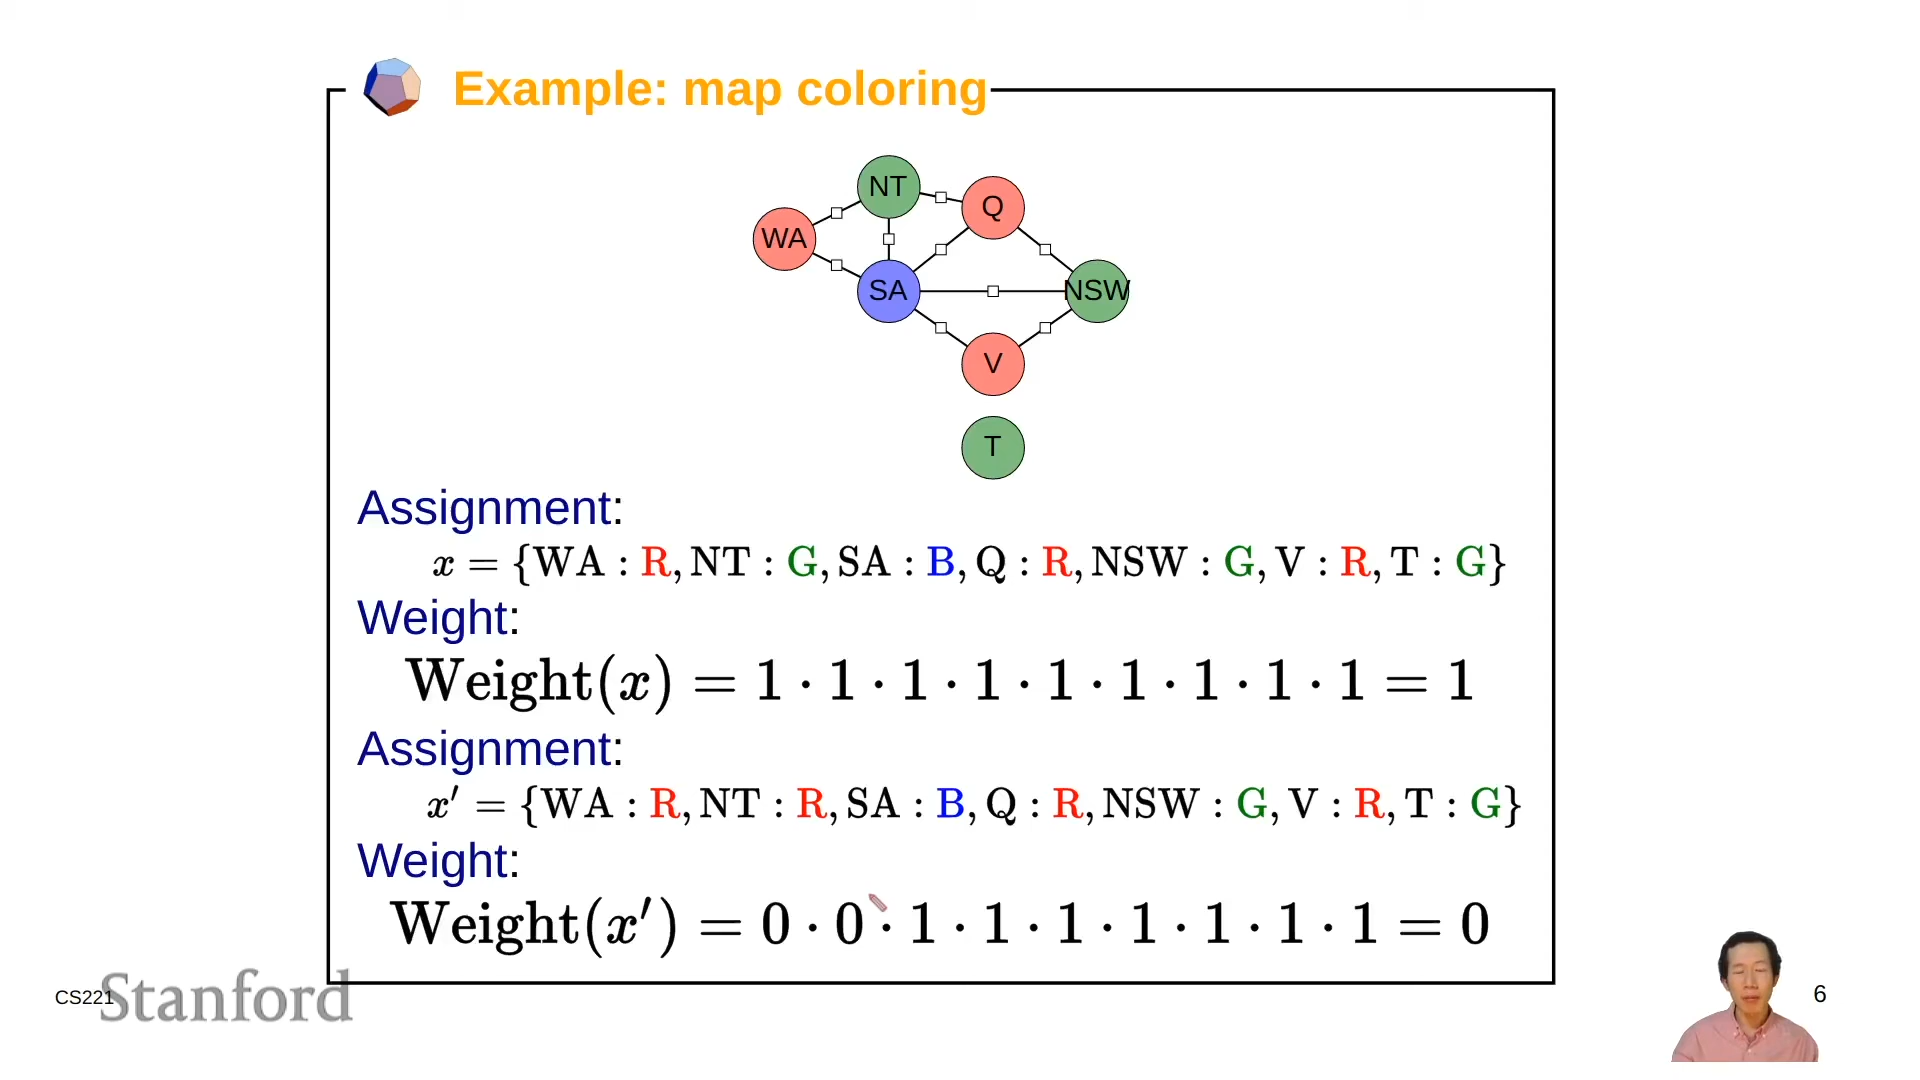 Example: map coloring
NT
Q
WA
SA
NSW
V
T
Assignment:
x = {WA : R, NT : G, SA : B, Q : R, NSW : G, V : R, T : G}
Weight:
Weight(x) = 1 · 1 · 1 · 1 · 1 · 1 · 1 · 1 · 1 = 1
Assignment:
x′ = {WA : R, NT : R, SA : B, Q : R, NSW : G, V : R, T : G}
Weight:
Weight(x′) = 0 · 0 · 1 · 1 · 1 · 1 · 1 · 1 · 1 = 0
CS221
Stanford
6